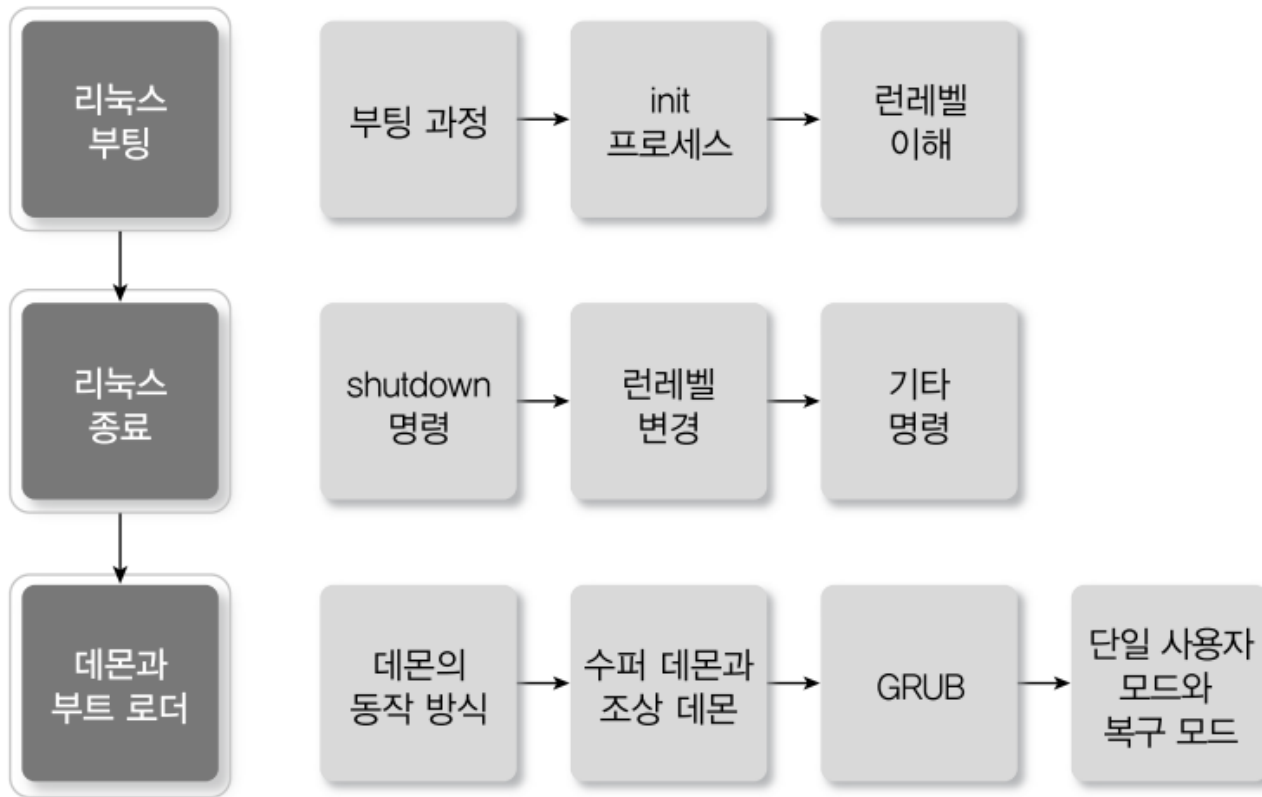 리눅스
부팅
부팅 과정
init
프로세스
런레벨
이해
리눅스
종료
shutdown
명령
런레벨
변경
기타
명령
데몬과
부트 로더
데몬의
동작 방식
수퍼 데몬과
조상 데몬
GRUB
단일 사용자
모드와
복구 모드